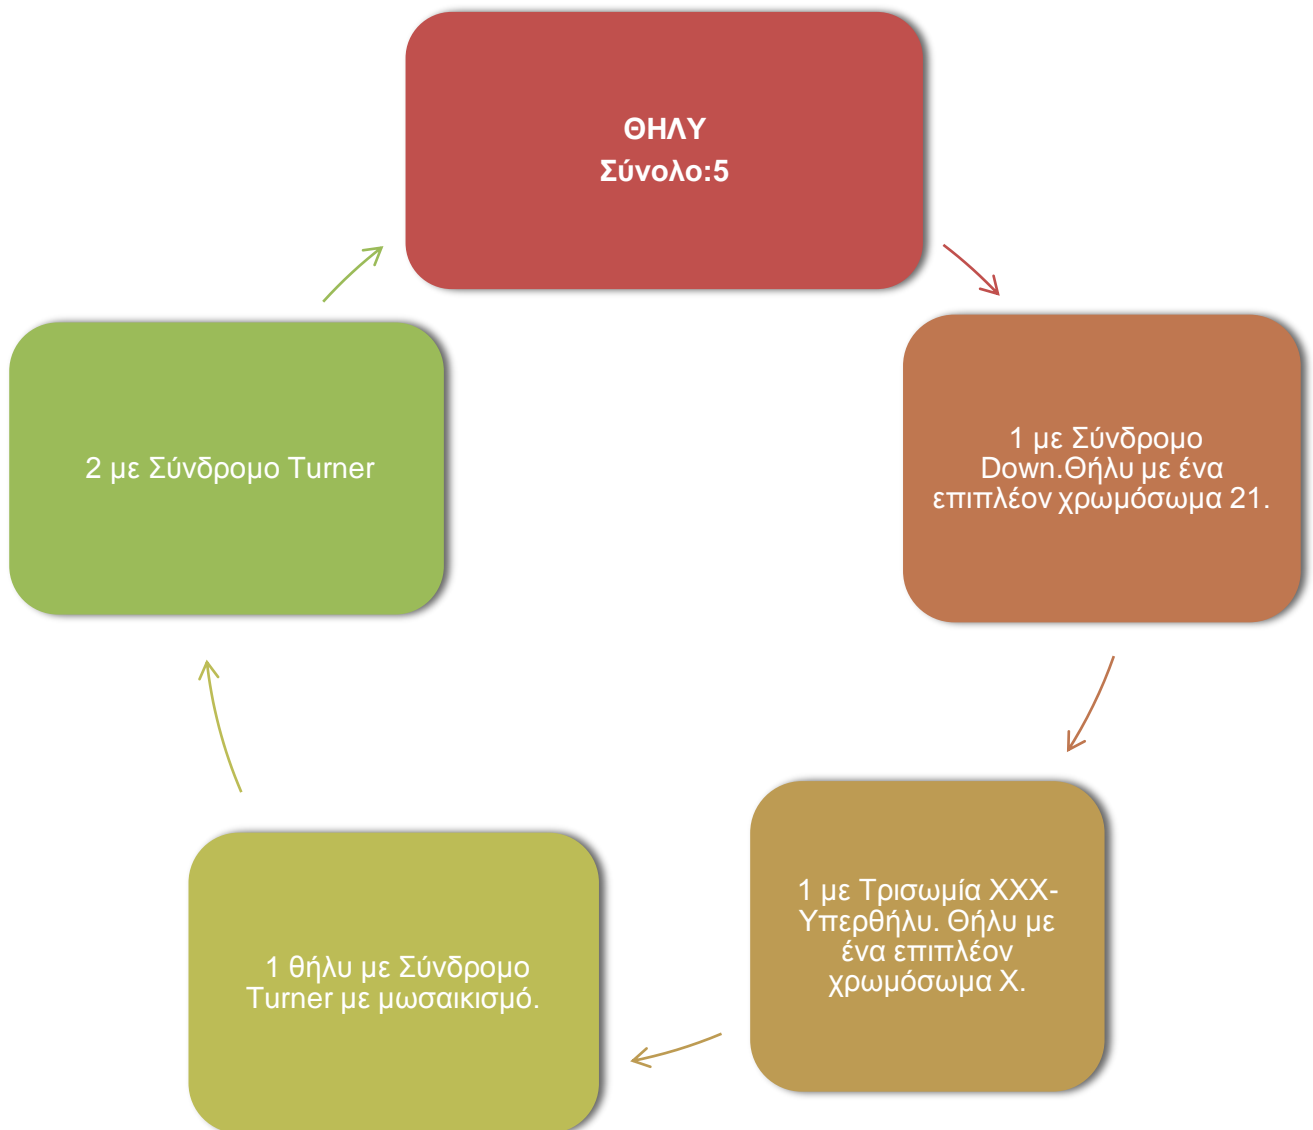 ΘΗΛΥ
Σύνολο:5
1 με Σύνδρομο
Down.Θήλυ με ένα
επιπλέον χρωμόσωμα 21.
1 με Τρισωμία ΧΧΧ-
Υπερθήλυ. Θήλυ με
ένα επιπλέον
χρωμόσωμα Χ.
1 θήλυ με Σύνδρομο
Turner με μωσαικισμό.
2 με Σύνδρομο Turner